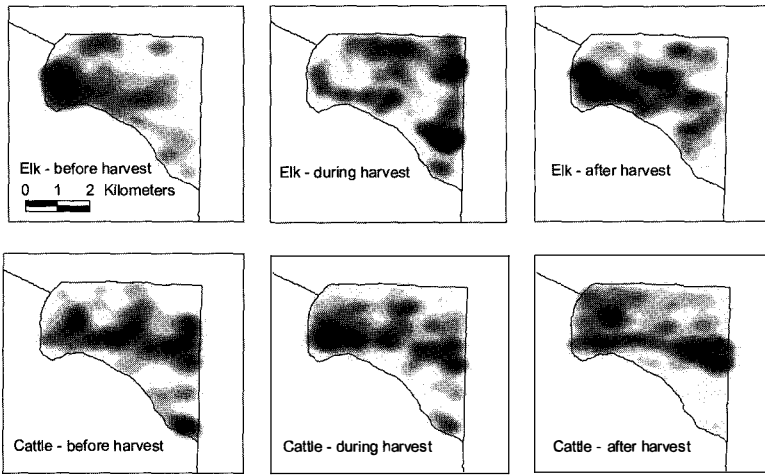 Elk - before harvest
0 1 2 Kilometers
Elk - during harvest
Elk - after harvest
Cattle - before harvest
Cattle - during harvest
Cattle - after harvest